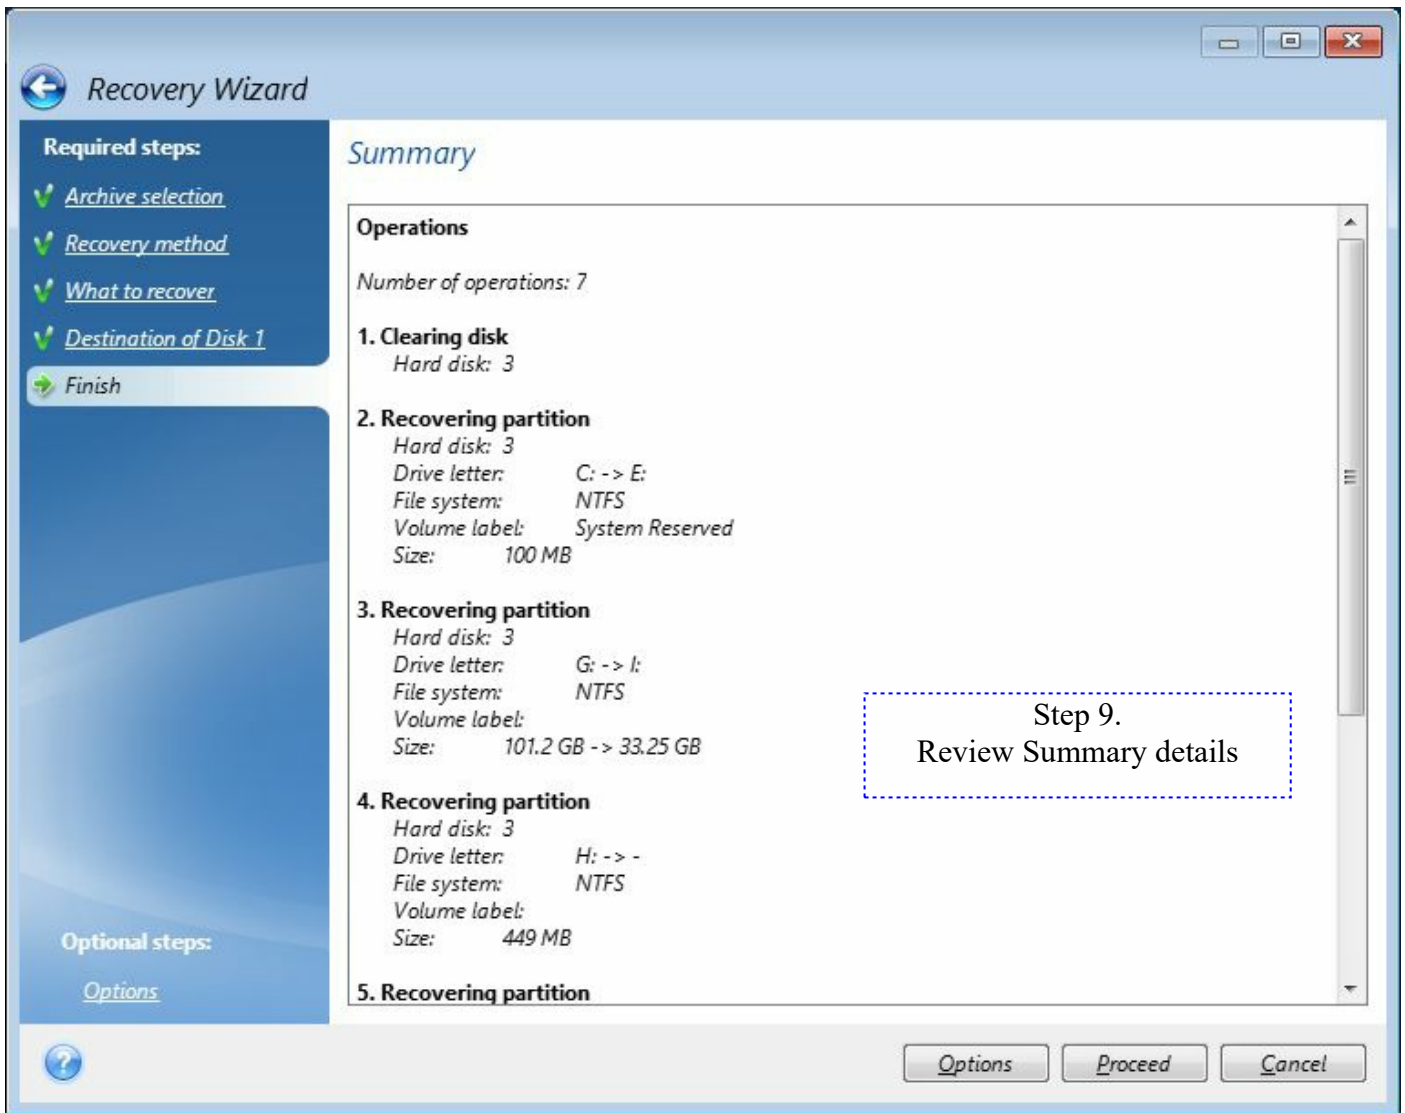 Recovery Wizard
Required steps:
Archive selection
Recovery method
What to recover
Destination of Disk 1
Finish
Optional steps:
Options
Summary
Operations
Number of operations: 7
1. Clearing disk
Hard disk: 3
2. Recovering partition
Hard disk: 3
Drive letter: C: -> E:
File system: NTFS
Volume label: System Reserved
Size: 100 MB
3. Recovering partition
Hard disk: 3
Drive letter: G: -> I:
File system: NTFS
Volume label:
Size: 101.2 GB -> 33.25 GB
4. Recovering partition
Hard disk: 3
Drive letter: H: -> -
File system: NTFS
Volume label:
Size: 449 MB
5. Recovering partition
Step 9.
Review Summary details
?
Options Proceed Cancel